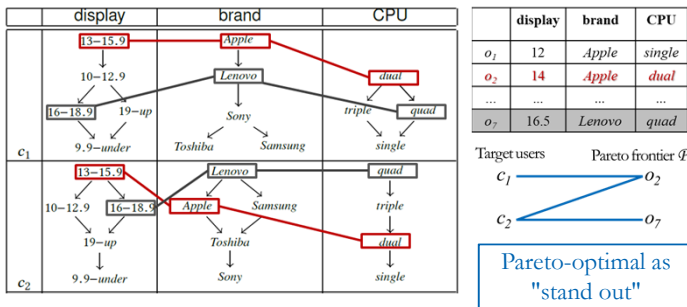 display brand CPU
13−15.9 Apple
10−12.9 Lenovo dual
16−18.9 19−up Sony triple quad
9.9−under Toshiba Samsung single
c1
13−15.9 Lenovo quad
10−12.9 16−18.9 Apple Samsung triple
19−up Toshiba dual
9.9−under Sony single
c2
display brand CPU
o1 12 Apple single
o2 14 Apple dual
... ... ... ...
o7 16.5 Lenovo quad
Target users Pareto frontier P
c1 o2
c2 o7
Pareto-optimal as
"stand out"